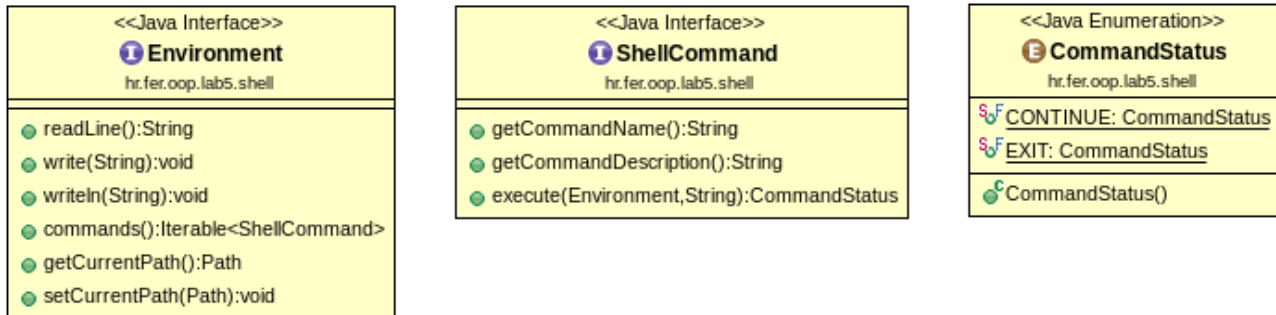 <<Java Interface>>
Environment
hr.fer.oop.lab5.shell
readLine():String
write(String):void
writeln(String):void
commands():Iterable<ShellCommand>
getCurrentPath():Path
setCurrentPath(Path):void
<<Java Interface>>
ShellCommand
hr.fer.oop.lab5.shell
getCommandName():String
getCommandDescription():String
execute(Environment,String):CommandStatus
<<Java Enumeration>>
CommandStatus
hr.fer.oop.lab5.shell
CONTINUE: CommandStatus
EXIT: CommandStatus
CommandStatus()